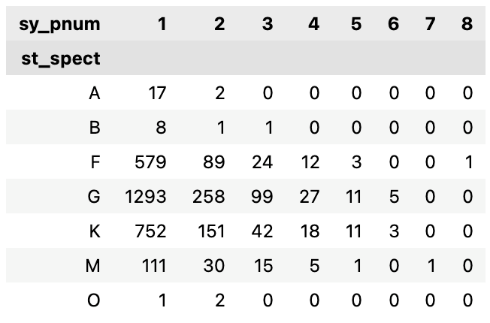 sy_pnum 1 2 3 4 5 6 7 8
st_spect
A 17 2 0 0 0 0 0 0
B 8 1 1 0 0 0 0 0
F 579 89 24 12 3 0 0 1
G 1293 258 99 27 11 5 0 0
K 752 151 42 18 11 3 0 0
M 111 30 15 5 1 0 1 0
O 1 2 0 0 0 0 0 0